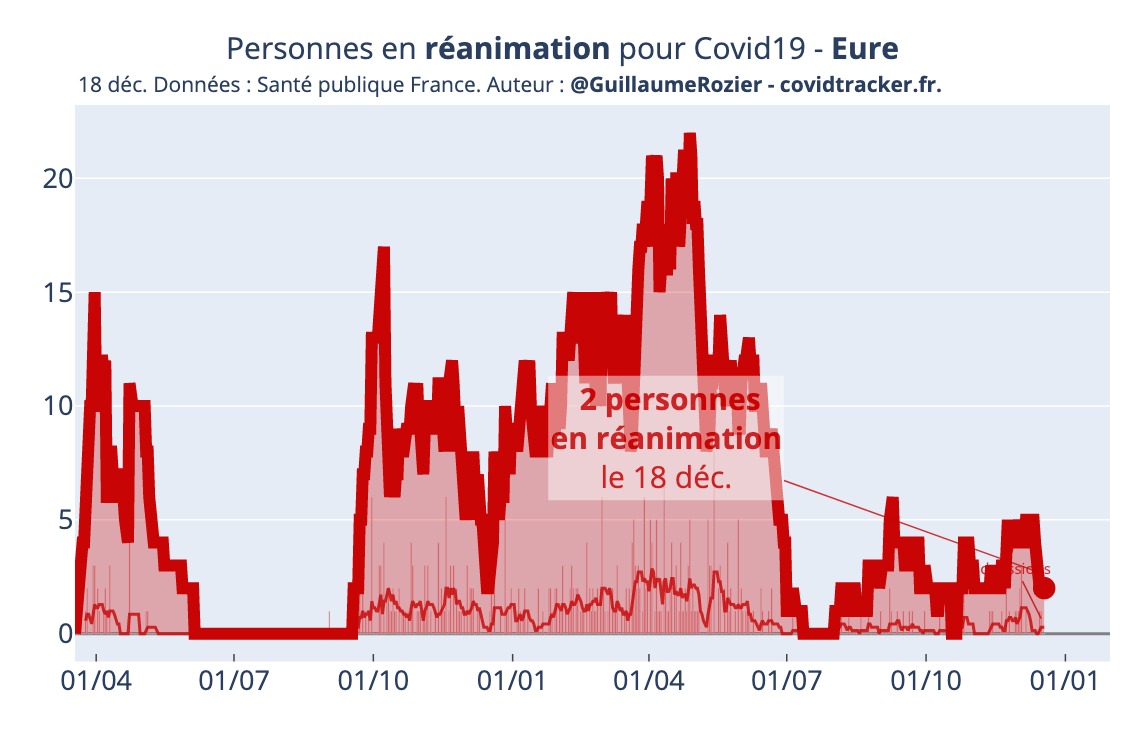 Personnes en réanimation pour Covid19 - Eure
18 déc. Données : Santé publique France. Auteur : @GuillaumeRozier - covidtracker.fr.
20
15
10
5
0
2 personnes
en réanimation
le 18 déc.
01/04 01/07 01/10 01/01 01/04 01/07 01/10 01/01